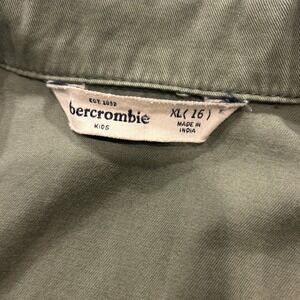 EST 1892
abercrombie
KIDS
XL( 16 )
MADE IN
INDIA